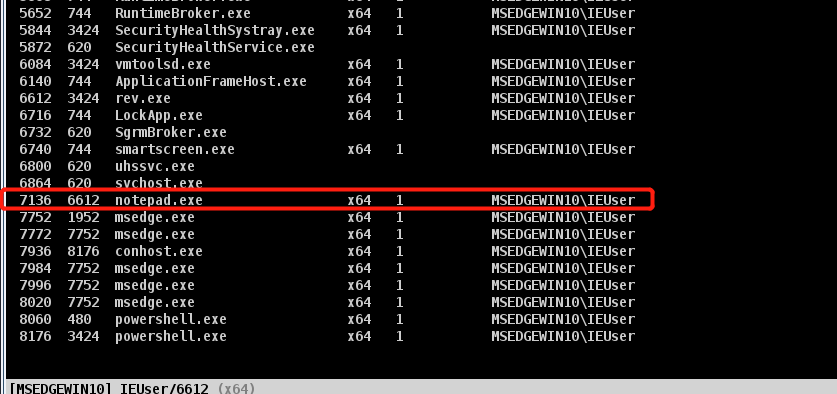 5652 744 RuntimeBroker.exe x64 1 MSEDGEWIN10\IEUser
5844 3424 SecurityHealthSystray.exe x64 1 MSEDGEWIN10\IEUser
5872 620 SecurityHealthService.exe
6084 3424 vmtoolsd.exe x64 1 MSEDGEWIN10\IEUser
6140 744 ApplicationFrameHost.exe x64 1 MSEDGEWIN10\IEUser
6612 3424 rev.exe x64 1 MSEDGEWIN10\IEUser
6716 744 LockApp.exe x64 1 MSEDGEWIN10\IEUser
6732 620 SgrmBroker.exe
6740 744 smartscreen.exe x64 1 MSEDGEWIN10\IEUser
6800 620 uhssvc.exe
6864 620 svchost.exe
7136 6612 notepad.exe x64 1 MSEDGEWIN10\IEUser
7752 1952 msedge.exe x64 1 MSEDGEWIN10\IEUser
7772 7752 msedge.exe x64 1 MSEDGEWIN10\IEUser
7936 8176 conhost.exe x64 1 MSEDGEWIN10\IEUser
7984 7752 msedge.exe x64 1 MSEDGEWIN10\IEUser
7996 7752 msedge.exe x64 1 MSEDGEWIN10\IEUser
8020 7752 msedge.exe x64 1 MSEDGEWIN10\IEUser
8060 480 powershell.exe x64 1 MSEDGEWIN10\IEUser
8176 3424 powershell.exe x64 1 MSEDGEWIN10\IEUser
[MSEDGEWIN10] IEUser/6612 (x64)